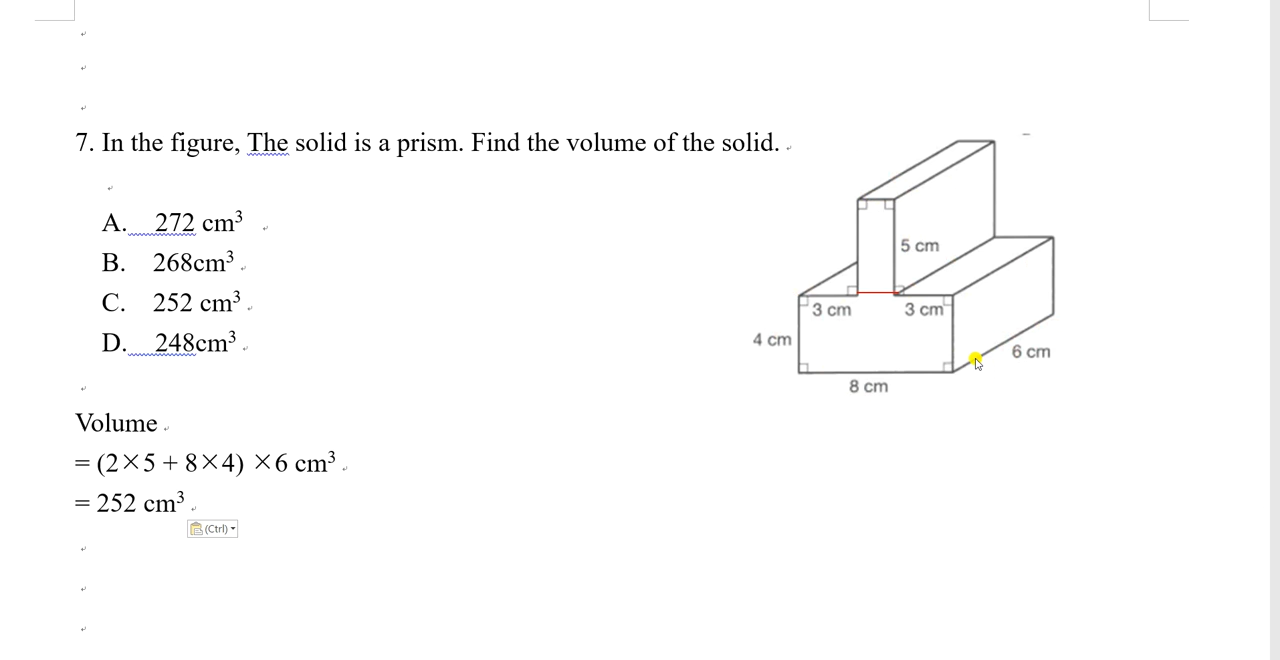 7. In the figure, The solid is a prism. Find the volume of the solid.
A. 272 cm³
B. 268cm³
C. 252 cm³
D. 248cm³
5 cm
3 cm
3 cm
4 cm
6 cm
8 cm
Volume
= (2×5 + 8×4) ×6 cm³
= 252 cm³
(Ctrl)